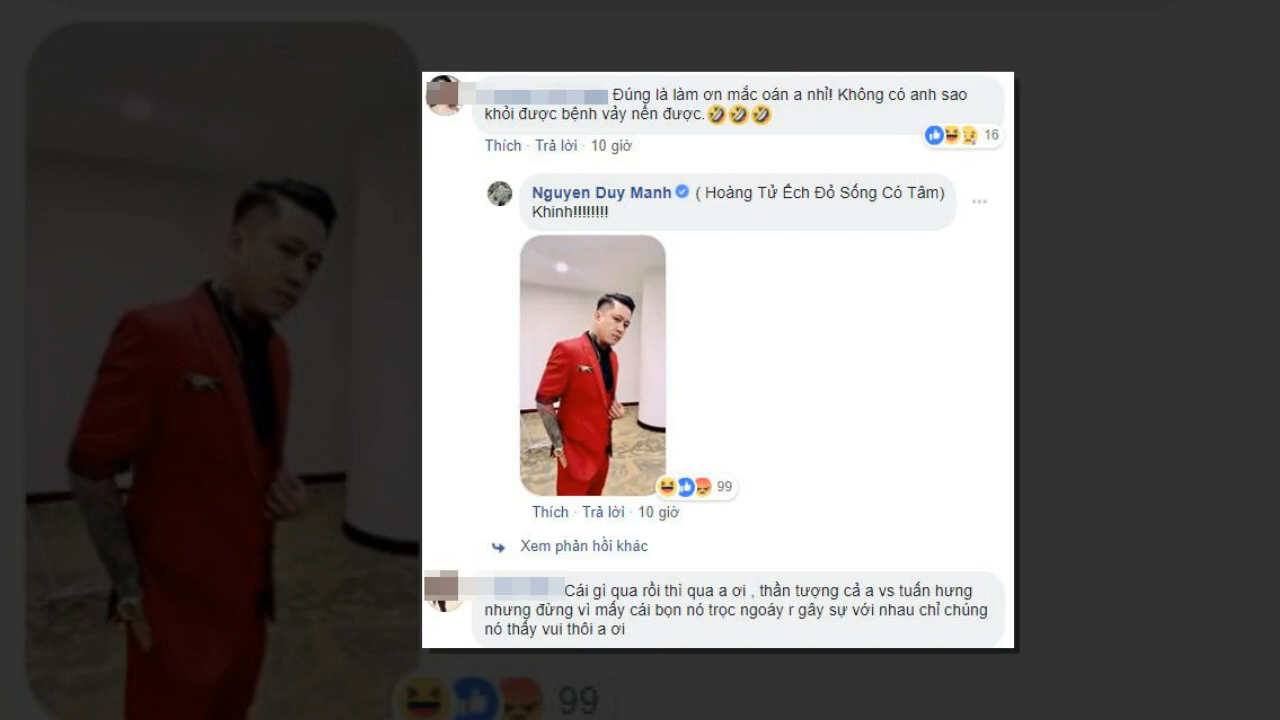 Đúng là làm ơn mắc oán a nhỉ! Không có anh sao
khỏi được bệnh vảy nến được.🤣🤣🤣
16
Thích · Trả lời · 10 giờ
Nguyen Duy Manh ( Hoàng Tử Ếch Đỏ Sống Có Tâm)
Khinh!!!!!!!!
99
Thích · Trả lời · 10 giờ
Xem phản hồi khác
Cái gì qua rồi thì qua a ơi , thần tượng cả a vs tuấn hưng
nhưng đừng vì mấy cái bọn nó trọc ngoáy r gây sự với nhau chỉ chúng
nó thấy vui thôi a ơi
99